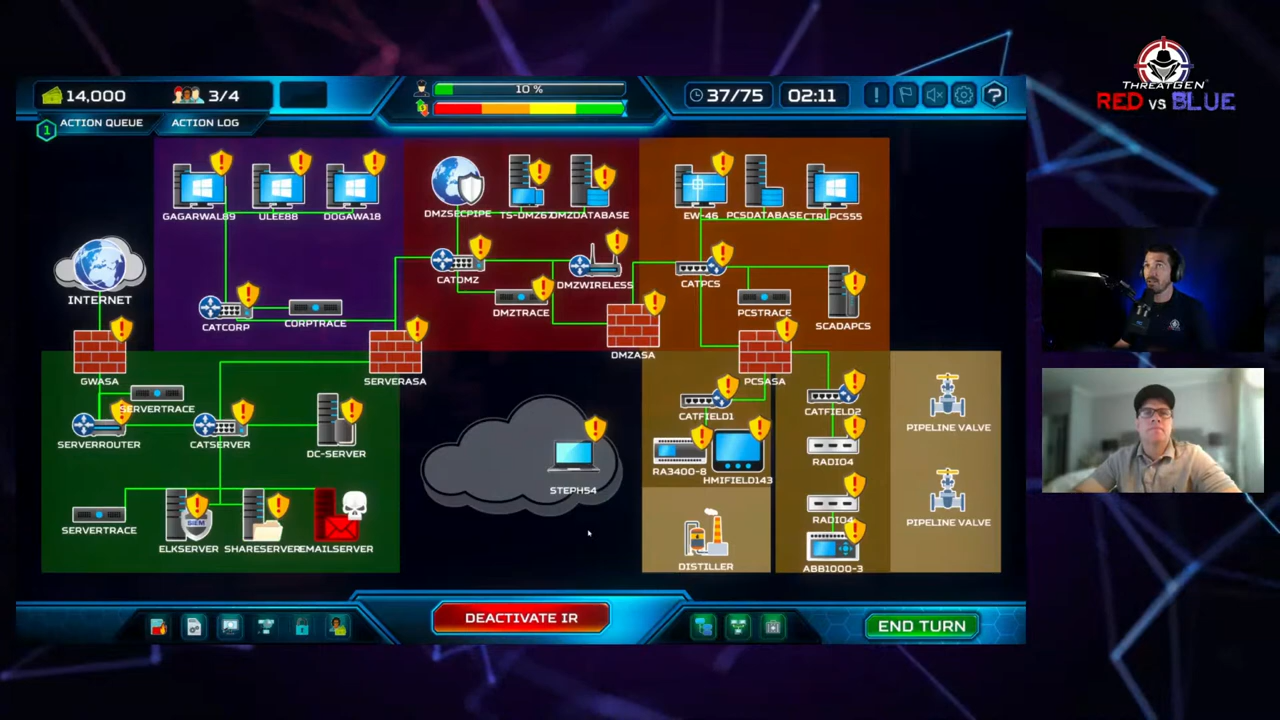 14,000
3/4
10 %
37/75
02:11
THREATGEN
RED VS BLUE
1
ACTION QUEUE
ACTION LOG
GAGARWAL89
ULEE88
DOGAWA18
DMZSECPIPE
DMZDATABASE
EW-46
PCSDATABASE
CTRLPCS55
INTERNET
CATDMZ
DMZWIRELESS
CATPCS
CATCORP
CORPTRACE
DMZTRACE
PCSTRACE
SCADAPCS
DMZASA
GWASA
SERVERASA
PCSASA
SERVERTRACE
SERVERROUTER
CATSERVER
DC-SERVER
CATFIELD1
CATFIELD2
PIPELINE VALVE
RA3400-8
HMIFIELD143
RADIO4
STEPH54
SERVERTRACE
SIEM
ELKSERVER
SHARESERVER
EMAILSERVER
RADIO4
PIPELINE VALVE
DISTILLER
ABB1000-3
DEACTIVATE IR
END TURN